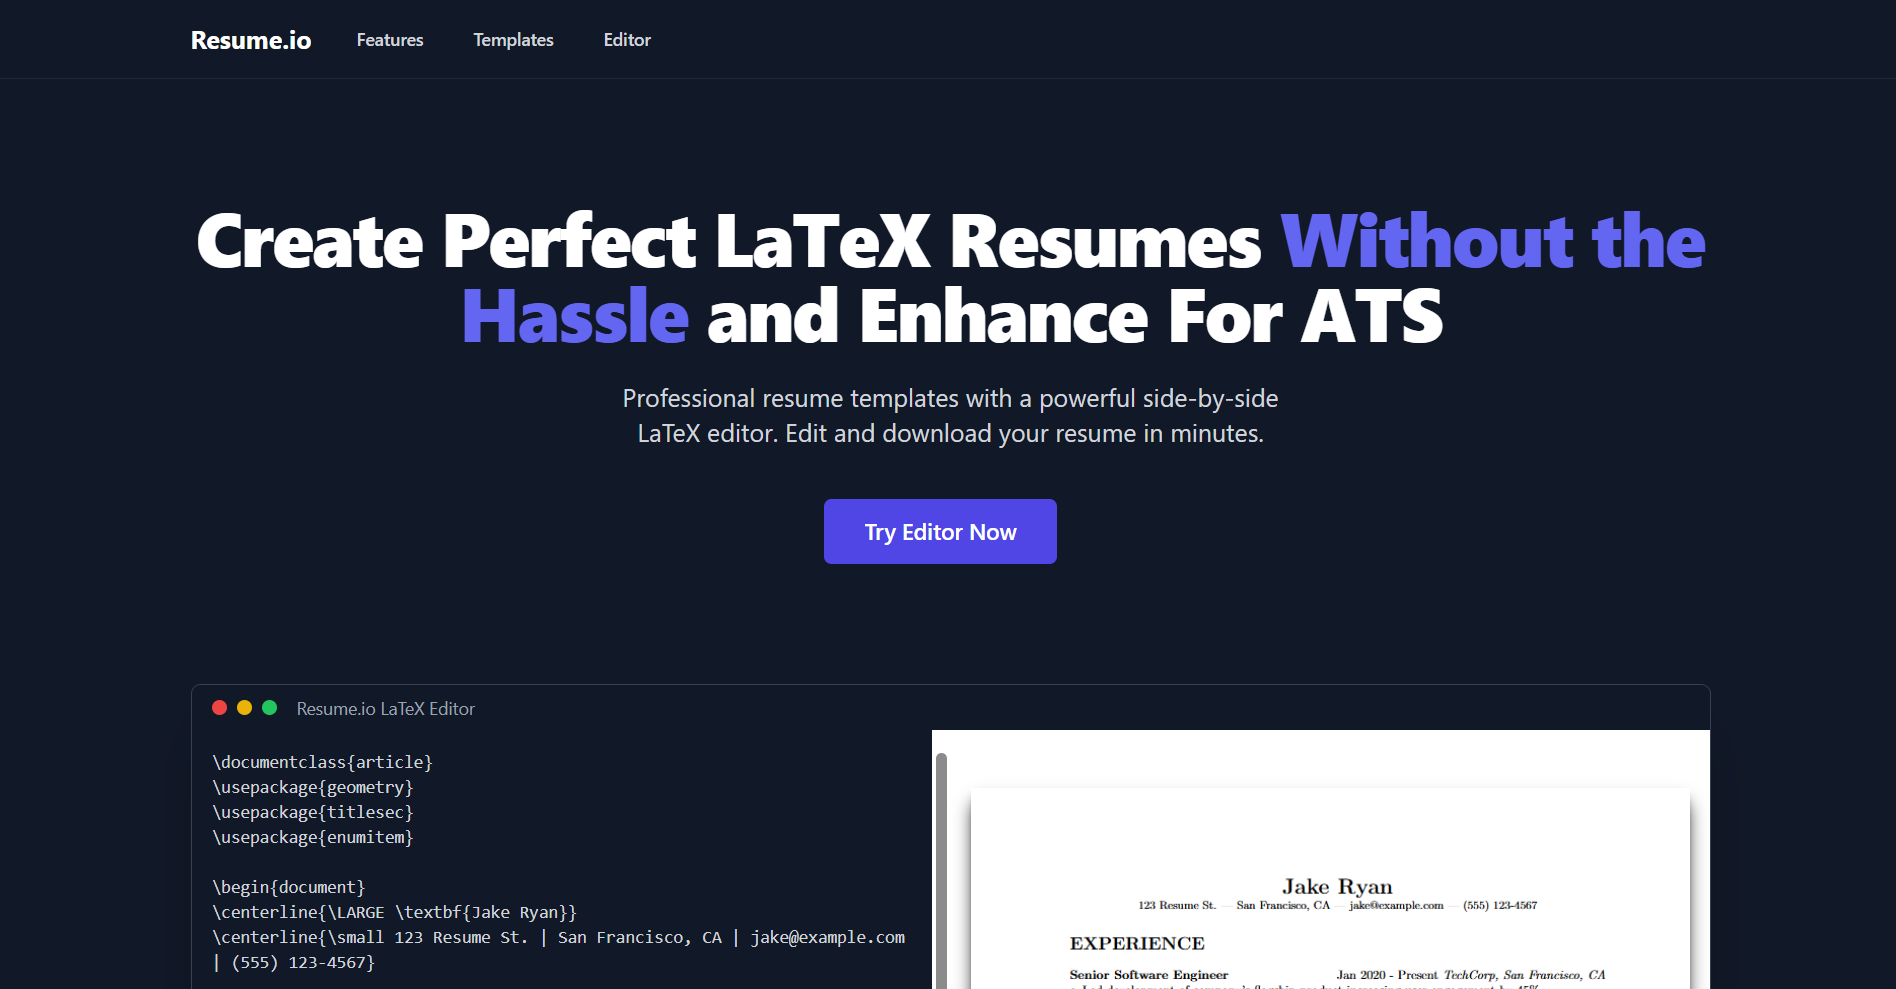 Resume.io Features Templates Editor
Create Perfect LaTeX Resumes Without the
Hassle and Enhance For ATS
Professional resume templates with a powerful side-by-side
LaTeX editor. Edit and download your resume in minutes.
Try Editor Now
Resume.io LaTeX Editor
\documentclass{article}
\usepackage{geometry}
\usepackage{titlesec}
\usepackage{enumitem}
\begin{document}
\centerline{\LARGE \textbf{Jake Ryan}}
\centerline{\small 123 Resume St. | San Francisco, CA | jake@example.com
| (555) 123-4567}
Jake Ryan
123 Resume St. — San Francisco, CA — jake@example.com — (555) 123-4567
EXPERIENCE
Senior Software Engineer Jan 2020 - Present TechCorp, San Francisco, CA